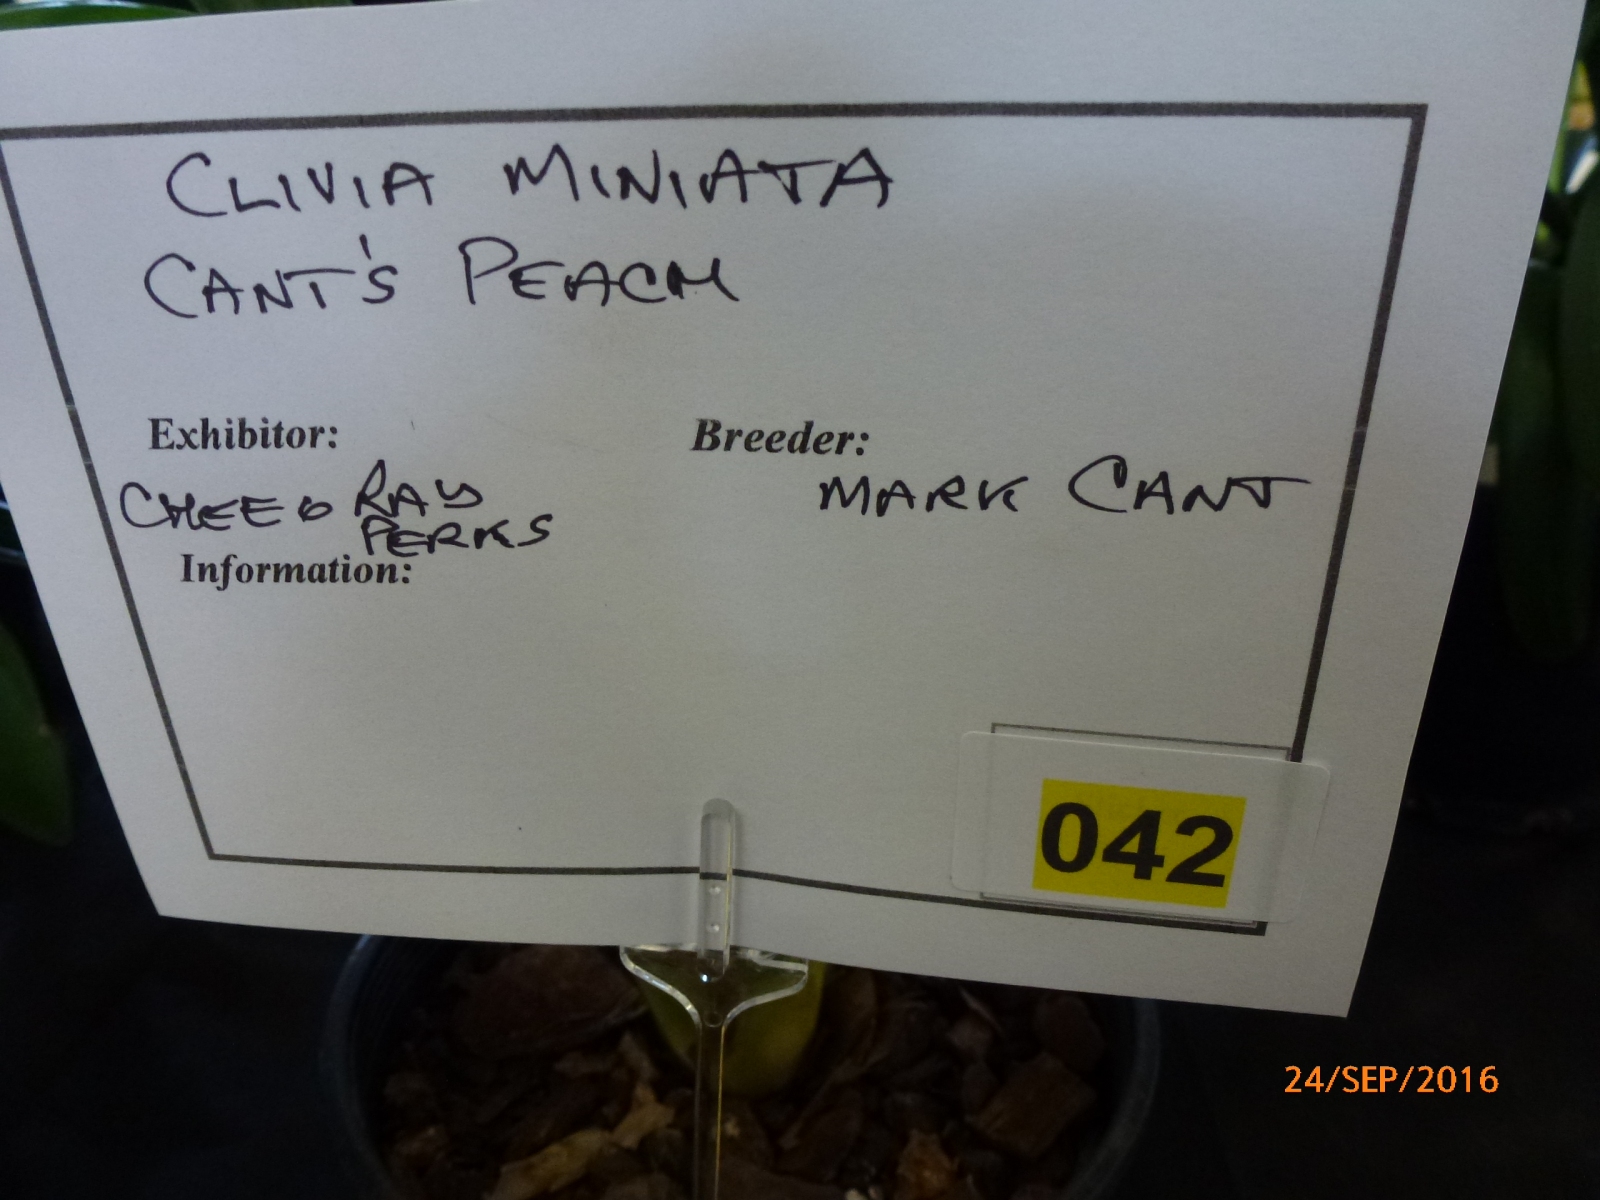 CLIVIA MINIATA
CANT'S PEACH
Exhibitor:
Breeder:
RAY
PERKS
MARK CANT
Information:
042
24/SEP/2016